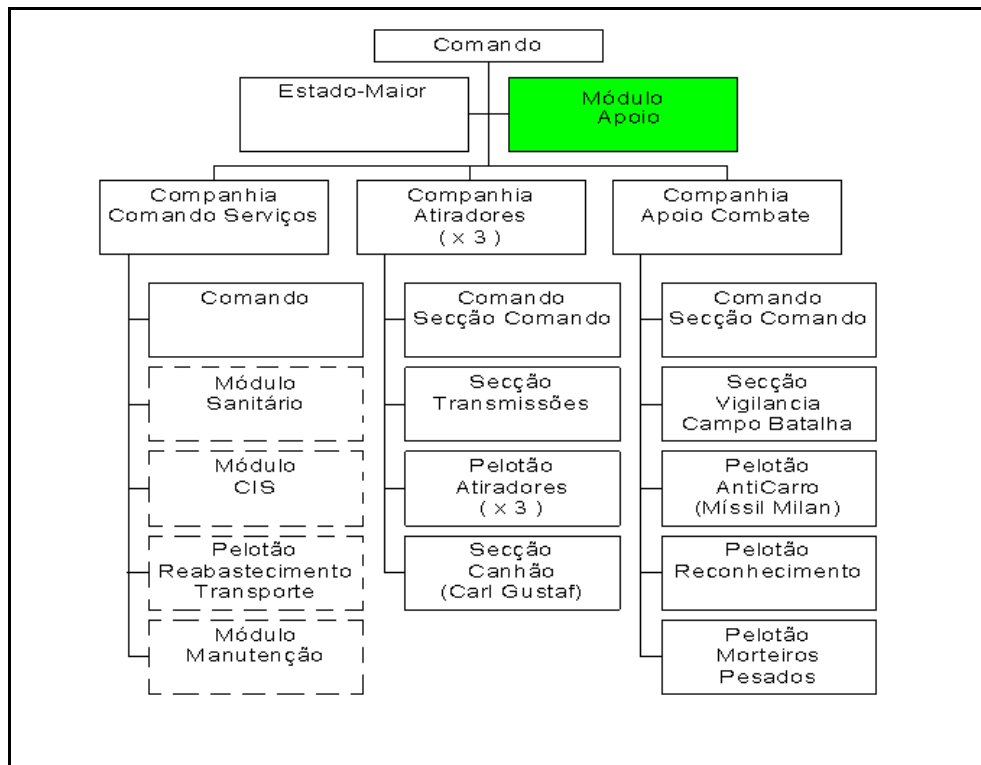 Comando
Estado-Maior
Módulo
Apoio
Companhia
Comando Serviços
Companhia
Atiradores
( x 3 )
Companhia
Apoio Combate
Comando
Módulo
Sanitário
Módulo
CIS
Pelotão
Reabastecimento
Transporte
Módulo
Manutenção
Comando
Secção Comando
Secção
Transmissões
Pelotão
Atiradores
( x 3 )
Secção
Canhão
(Carl Gustaf)
Comando
Secção Comando
Secção
Vigilancia
Campo Batalha
Pelotão
AntiCarro
(Míssil Milan)
Pelotão
Reconhecimento
Pelotão
Morteiros
Pesados